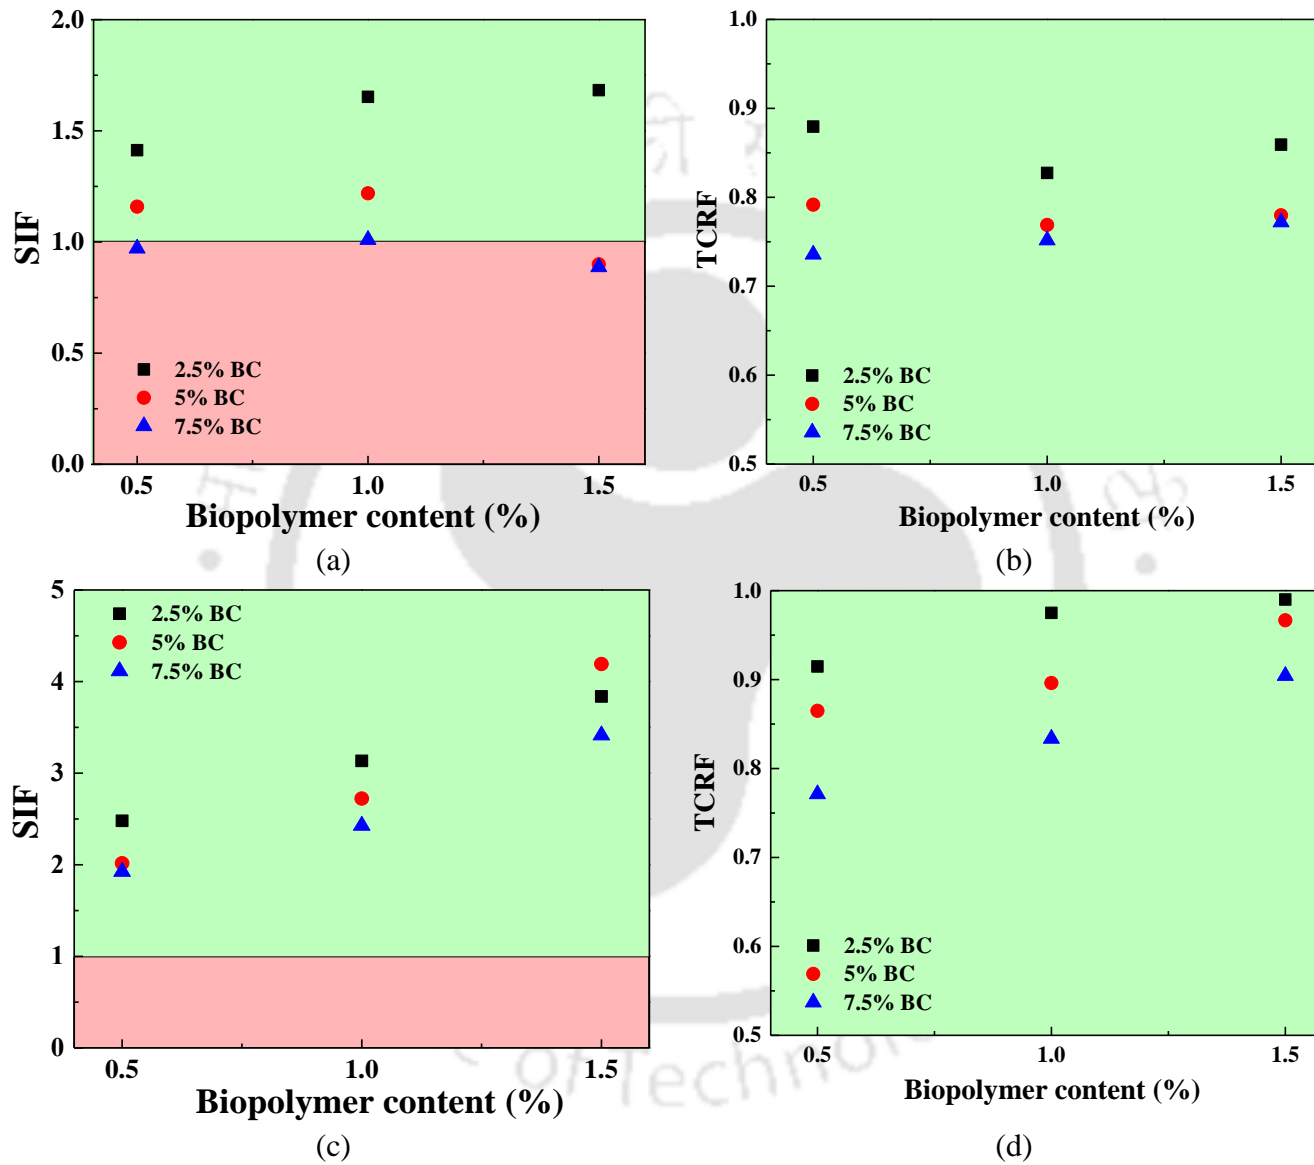 2.0
1.5
1.0
0.5
0.0
SIF
2.5% BC
5% BC
7.5% BC
0.5 1.0 1.5
Biopolymer content (%)
(a)
1.0
0.9
0.8
0.7
0.6
0.5
TCRF
2.5% BC
5% BC
7.5% BC
0.5 1.0 1.5
Biopolymer content (%)
(b)
5
4
3
2
1
0
SIF
2.5% BC
5% BC
7.5% BC
0.5 1.0 1.5
Biopolymer content (%)
(c)
1.0
0.9
0.8
0.7
0.6
0.5
TCRF
2.5% BC
5% BC
7.5% BC
0.5 1.0 1.5
Biopolymer content (%)
(d)
of Techno